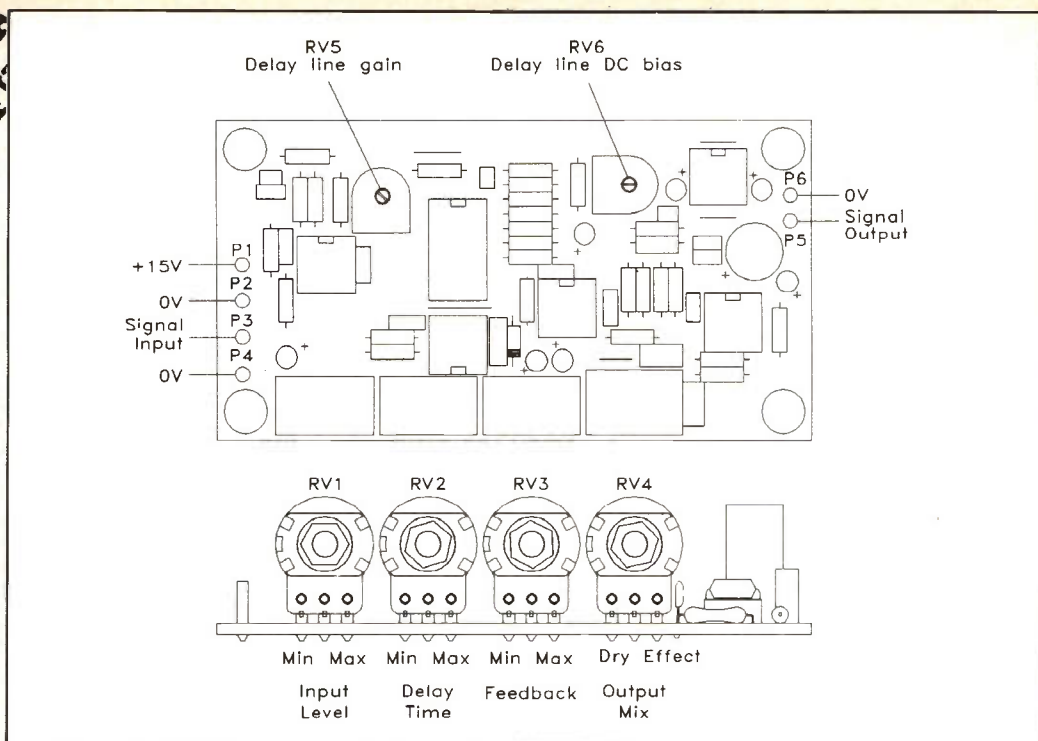 RV5
Delay line gain
RV6
Delay line DC bias
P1
+15V
P2
0V
Signal
Input
P3
P4
0V
P6
0V
Signal
Output
P5
RV1
RV2
RV3
RV4
Min Max
Min Max
Min Max
Dry Effect
Input
Level
Delay
Time
Feedback
Output
Mix